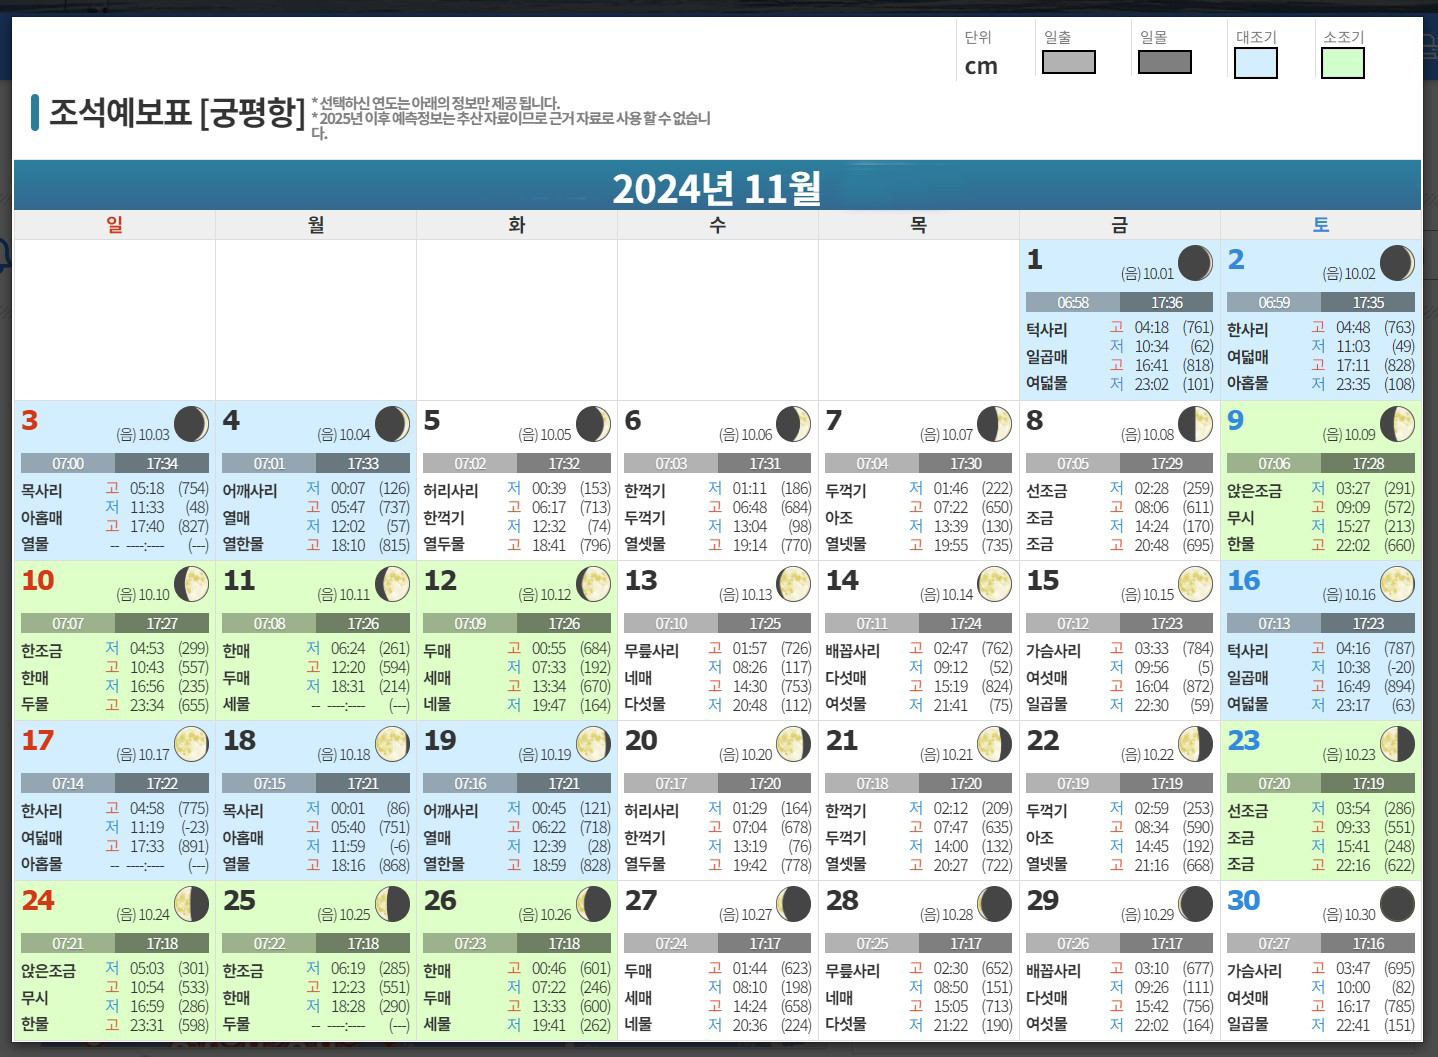 단위 일출 일몰 대조기 소조기
cm
조석예보표 [궁평항]
* 선택하신 연도는 아래의 정보만 제공 됩니다.
* 2025년 이후 예측정보는 추산 자료이므로 근거 자료로 사용 할 수 없습니
다.
2024년 11월
일 월 화 수 목 금 토
1 (음) 10.01
06:58 17:36
턱사리
일곱매
여덟물
고 04:18 (761)
저 10:34 (62)
고 16:41 (818)
저 23:02 (101)
2 (음) 10.02
06:59 17:35
한사리
여덟매
아홉물
고 04:48 (763)
저 11:03 (49)
고 17:11 (828)
저 23:35 (108)
3 (음) 10.03
07:00 17:34
목사리
아홉매
열물
고 05:18 (754)
저 11:33 (48)
고 17:40 (827)
-- ----:---- (---)
4 (음) 10.04
07:01 17:33
어깨사리
열매
열한물
저 00:07 (126)
고 05:47 (737)
저 12:02 (57)
고 18:10 (815)
5 (음) 10.05
07:02 17:32
허리사리
한꺽기
열두물
저 00:39 (153)
고 06:17 (713)
저 12:32 (74)
고 18:41 (796)
6 (음) 10.06
07:03 17:31
한꺽기
두꺽기
열셋물
저 01:11 (186)
고 06:48 (684)
저 13:04 (98)
고 19:14 (770)
7 (음) 10.07
07:04 17:30
두꺽기
아조
열넷물
저 01:46 (222)
고 07:22 (650)
저 13:39 (130)
고 19:55 (735)
8 (음) 10.08
07:05 17:29
선조금
조금
조금
저 02:28 (259)
고 08:06 (611)
저 14:24 (170)
고 20:48 (695)
9 (음) 10.09
07:06 17:28
앉은조금
무시
한물
저 03:27 (291)
고 09:09 (572)
저 15:27 (213)
고 22:02 (660)
10 (음) 10.10
07:07 17:27
한조금
한매
두물
저 04:53 (299)
고 10:43 (557)
저 16:56 (235)
고 23:34 (655)
11 (음) 10.11
07:08 17:26
한매
두매
세물
저 06:24 (261)
고 12:20 (594)
저 18:31 (214)
-- ----:---- (---)
12 (음) 10.12
07:09 17:26
두매
세매
네물
고 00:55 (684)
저 07:33 (192)
고 13:34 (670)
저 19:47 (164)
13 (음) 10.13
07:10 17:25
무릎사리
네매
다섯물
고 01:57 (726)
저 08:26 (117)
고 14:30 (753)
저 20:48 (112)
14 (음) 10.14
07:11 17:24
배꼽사리
다섯매
여섯물
고 02:47 (762)
저 09:12 (52)
고 15:19 (824)
저 21:41 (75)
15 (음) 10.15
07:12 17:23
가슴사리
여섯매
일곱물
고 03:33 (784)
저 09:56 (5)
고 16:04 (872)
저 22:30 (59)
16 (음) 10.16
07:13 17:23
턱사리
일곱매
여덟물
고 04:16 (787)
저 10:38 (-20)
고 16:49 (894)
저 23:17 (63)
17 (음) 10.17
07:14 17:22
한사리
여덟매
아홉물
고 04:58 (775)
저 11:19 (-23)
고 17:33 (891)
-- ----:---- (---)
18 (음) 10.18
07:15 17:21
목사리
아홉매
열물
저 00:01 (86)
고 05:40 (751)
저 11:59 (-6)
고 18:16 (868)
19 (음) 10.19
07:16 17:21
어깨사리
열매
열한물
저 00:45 (121)
고 06:22 (718)
저 12:39 (28)
고 18:59 (828)
20 (음) 10.20
07:17 17:20
허리사리
한꺽기
열두물
저 01:29 (164)
고 07:04 (678)
저 13:19 (76)
고 19:42 (778)
21 (음) 10.21
07:18 17:20
한꺽기
두꺽기
열셋물
저 02:12 (209)
고 07:47 (635)
저 14:00 (132)
고 20:27 (722)
22 (음) 10.22
07:19 17:19
두꺽기
아조
열넷물
저 02:59 (253)
고 08:34 (590)
저 14:45 (192)
고 21:16 (668)
23 (음) 10.23
07:20 17:19
선조금
조금
조금
저 03:54 (286)
고 09:33 (551)
저 15:41 (248)
고 22:16 (622)
24 (음) 10.24
07:21 17:18
앉은조금
무시
한물
저 05:03 (301)
고 10:54 (533)
저 16:59 (286)
고 23:31 (598)
25 (음) 10.25
07:22 17:18
한조금
한매
두물
저 06:19 (285)
고 12:23 (551)
저 18:28 (290)
-- ----:---- (---)
26 (음) 10.26
07:23 17:18
한매
두매
세물
고 00:46 (601)
저 07:22 (246)
고 13:33 (600)
저 19:41 (262)
27 (음) 10.27
07:24 17:17
두매
세매
네물
고 01:44 (623)
저 08:10 (198)
고 14:24 (658)
저 20:36 (224)
28 (음) 10.28
07:25 17:17
무릎사리
네매
다섯물
고 02:30 (652)
저 08:50 (151)
고 15:05 (713)
저 21:22 (190)
29 (음) 10.29
07:26 17:17
배꼽사리
다섯매
여섯물
고 03:10 (677)
저 09:26 (111)
고 15:42 (756)
저 22:02 (164)
30 (음) 10.30
07:27 17:16
가슴사리
여섯매
일곱물
고 03:47 (695)
저 10:00 (82)
고 16:17 (785)
저 22:41 (151)